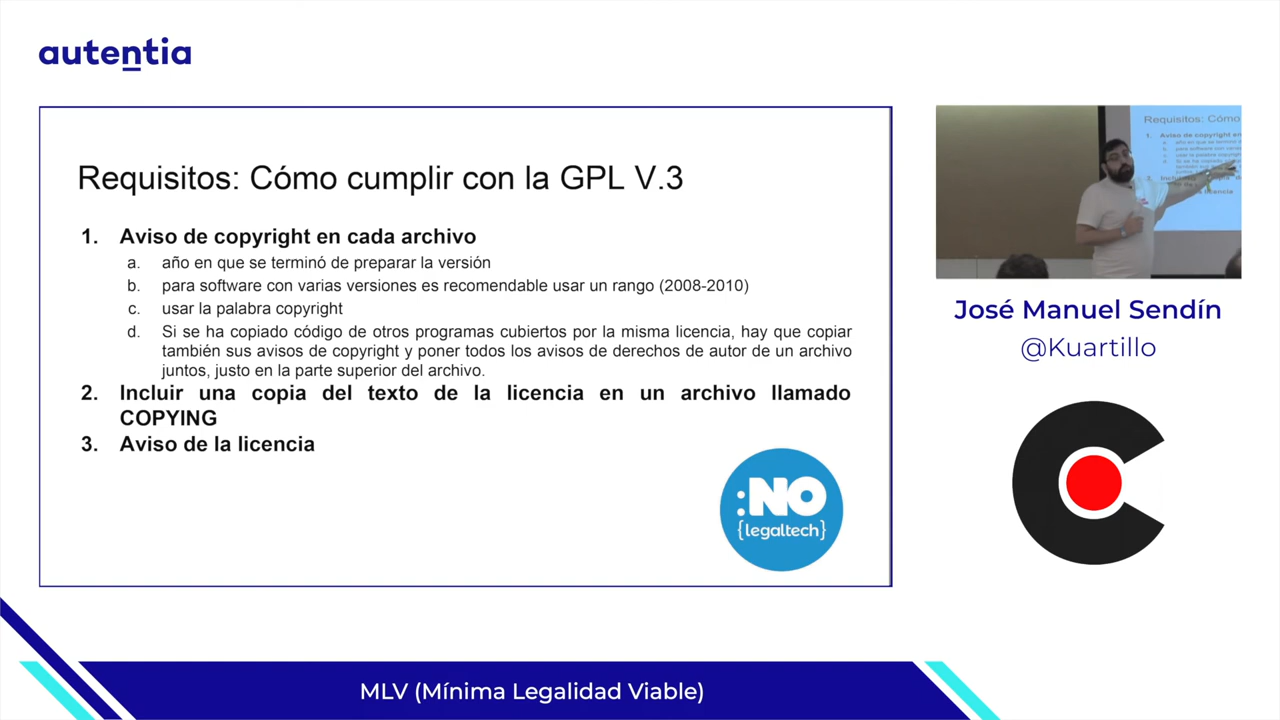 autentia
Requisitos: Cómo cumplir con la GPL V.3
1. Aviso de copyright en cada archivo
a. año en que se terminó de preparar la versión
b. para software con varias versiones es recomendable usar un rango (2008-2010)
c. usar la palabra copyright
d. Si se ha copiado código de otros programas cubiertos por la misma licencia, hay que copiar
también sus avisos de copyright y poner todos los avisos de derechos de autor de un archivo
juntos, justo en la parte superior del archivo.
2. Incluir una copia del texto de la licencia en un archivo llamado
COPYING
3. Aviso de la licencia
:NO
{legaltech}
Requisitos: Cómo
1. Aviso de copyright en
José Manuel Sendín
@Kuartillo
MLV (Mínima Legalidad Viable)